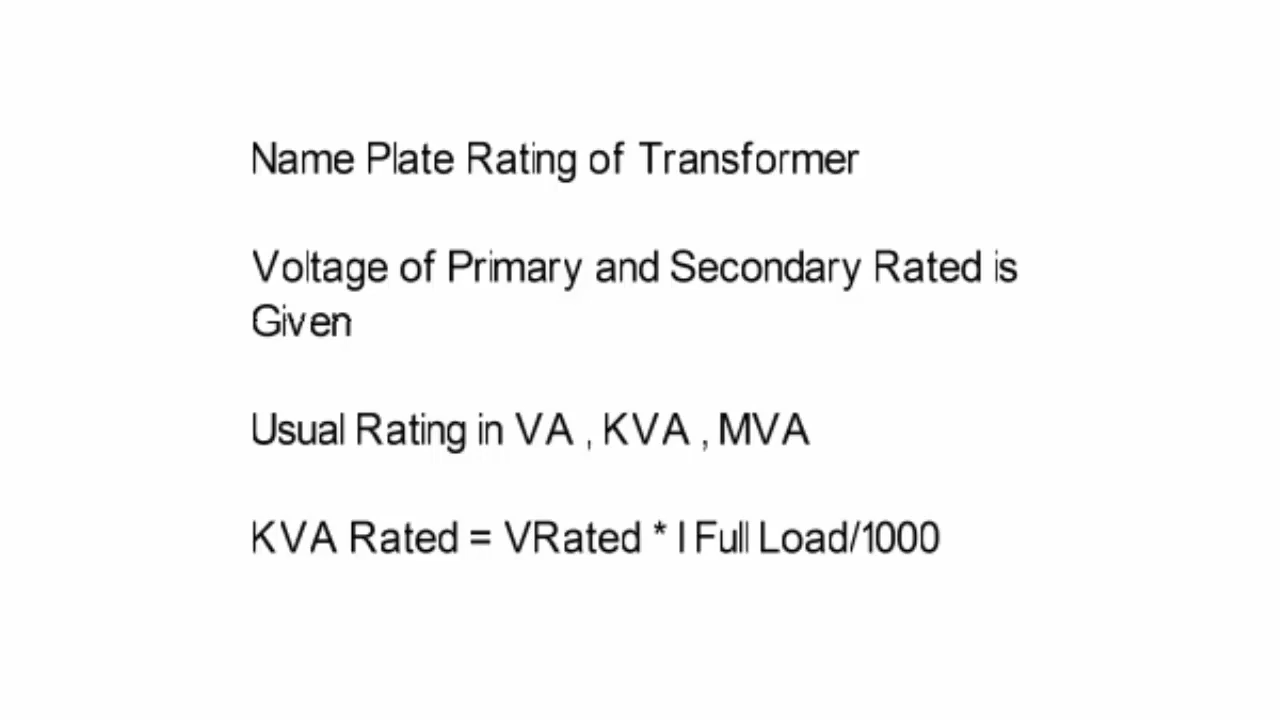 Name Plate Rating of Transformer
Voltage of Primary and Secondary Rated is
Given
Usual Rating in VA , KVA , MVA
KVA Rated = VRated * I Full Load/1000